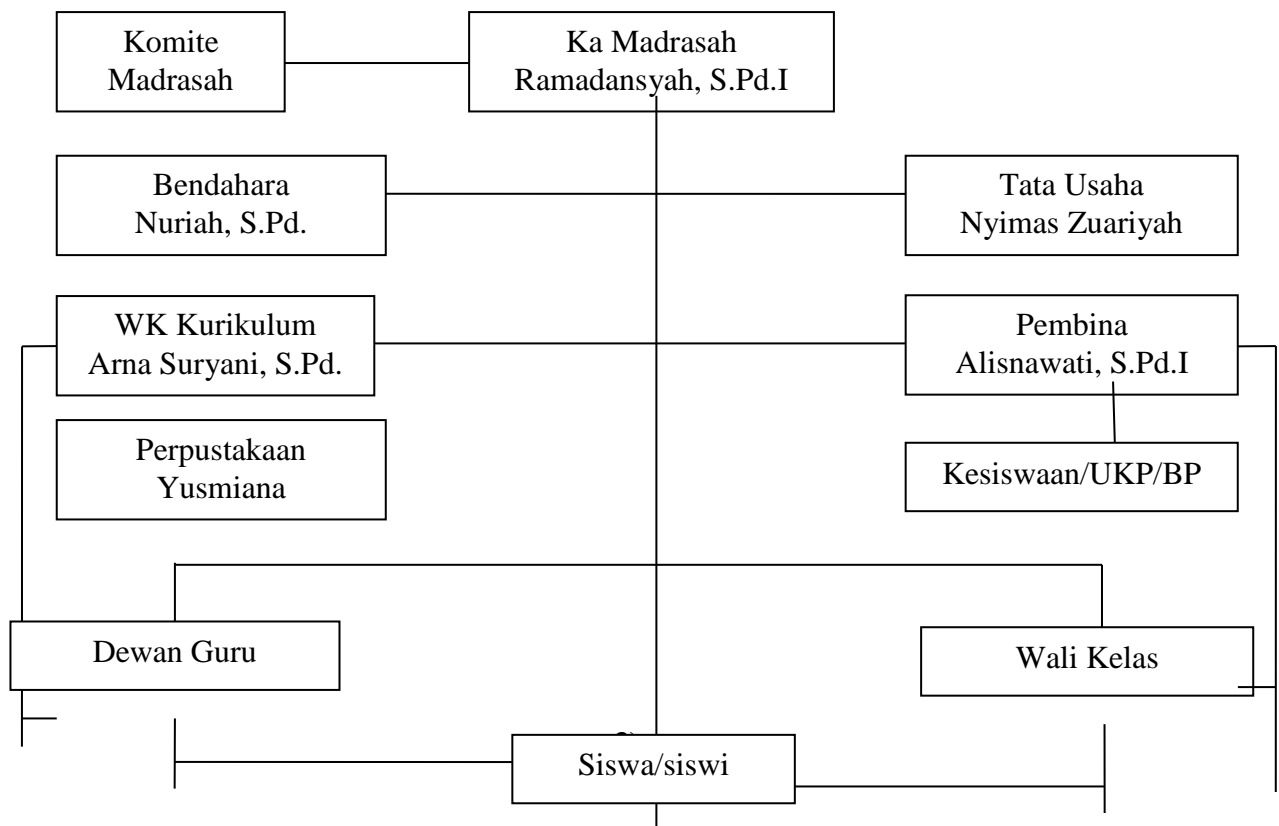 Komite
Madrasah
Ka Madrasah
Ramadansyah, S.Pd.I
Bendahara
Nuriah, S.Pd.
Tata Usaha
Nyimas Zuariyah
WK Kurikulum
Arna Suryani, S.Pd.
Pembina
Alisnawati, S.Pd.I
Perpustakaan
Yusmiana
Kesiswaan/UKP/BP
Dewan Guru
Wali Kelas
Siswa/siswi